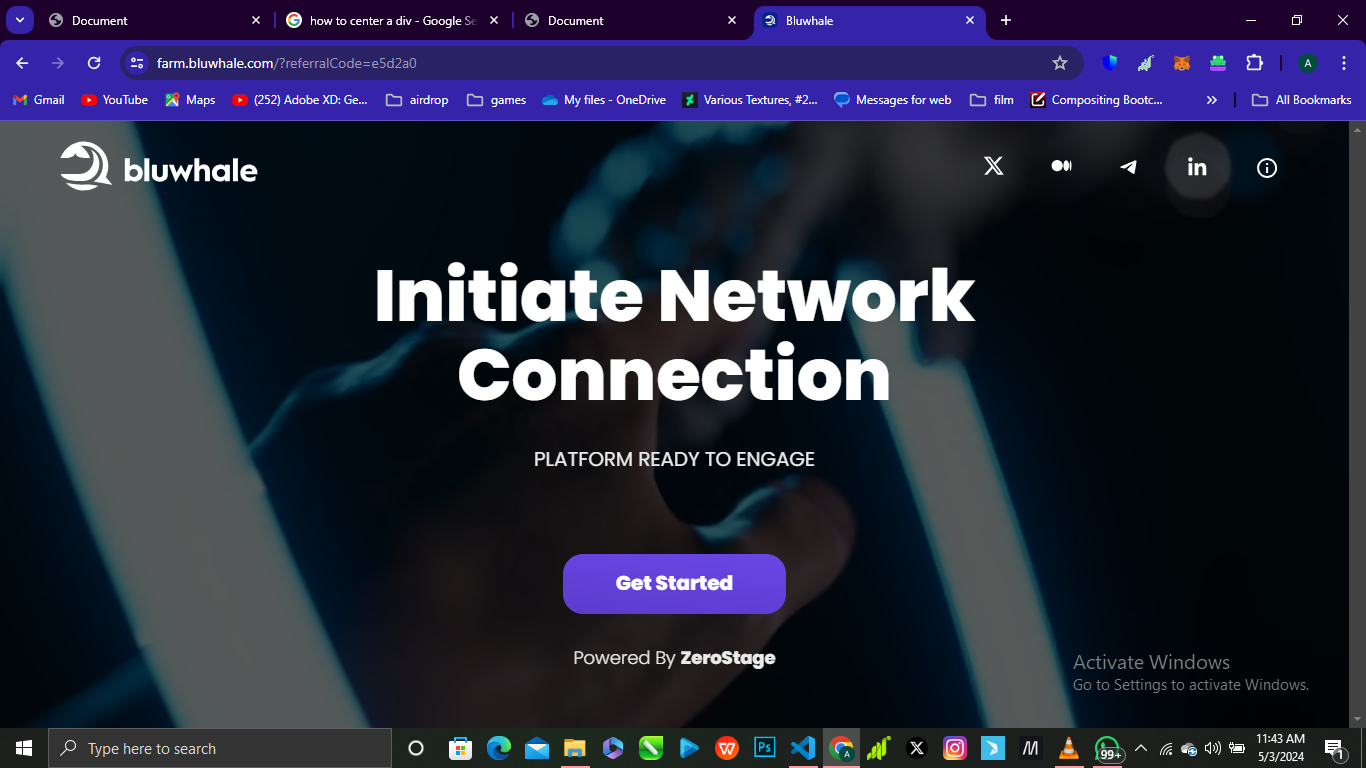 Document
how to center a div - Google Se
Document
Bluwhale
farm.bluwhale.com/?referralCode=e5d2a0
A
Gmail
YouTube
Maps
(252) Adobe XD: Ge...
airdrop
games
My files - OneDrive
Various Textures, #2...
Messages for web
film
Compositing Bootc...
All Bookmarks
bluwhale
in
Initiate Network
Connection
PLATFORM READY TO ENGAGE
Get Started
Powered By ZeroStage
Activate Windows
Go to Settings to activate Windows.
Type here to search
Ps
A
99+
11:43 AM
5/3/2024
1